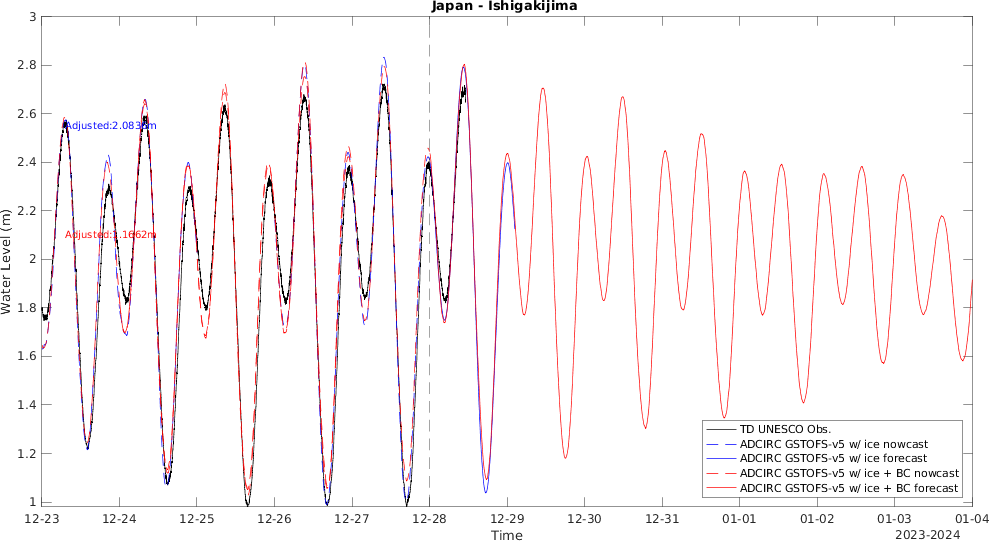 Japan - Ishigakijima
3
2.8
2.6
2.4
2.2
2
1.8
1.6
1.4
1.2
1
Water Level (m)
Adjusted:2.083
Adjusted:1.1662m
TD UNESCO Obs.
ADCIRC GSTOFS-v5 w/ ice nowcast
ADCIRC GSTOFS-v5 w/ ice forecast
ADCIRC GSTOFS-v5 w/ ice + BC nowcast
ADCIRC GSTOFS-v5 w/ ice + BC forecast
12-23 12-24 12-25 12-26 12-27 12-28 12-29 12-30 12-31 01-01 01-02 01-03 01-04
Time
2023-2024